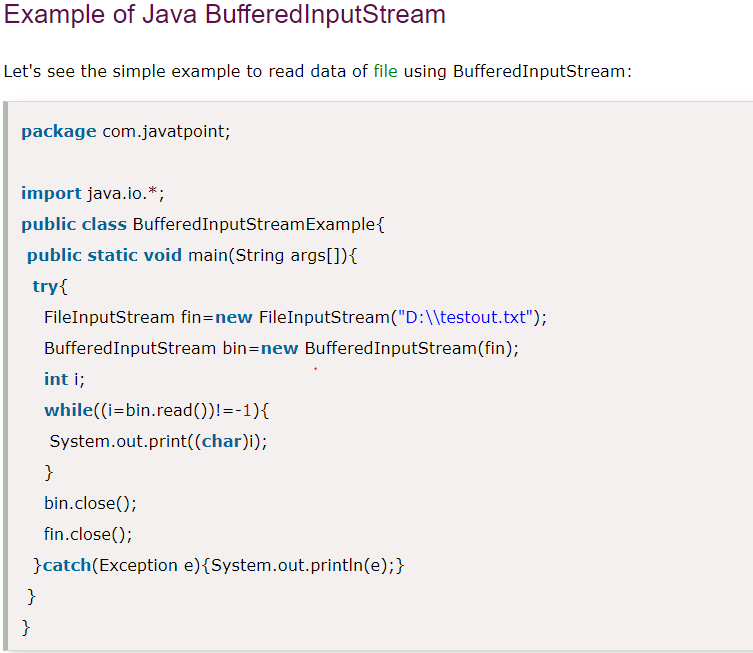 Example of Java BufferedInputStream
Let's see the simple example to read data of file using BufferedInputStream:
package com.javatpoint;
import java.io.*;
public class BufferedInputStreamExample{
public static void main(String args[]){
try{
FileInputStream fin=new FileInputStream("D:\\testout.txt");
BufferedInputStream bin=new BufferedInputStream(fin);
int i;
while((i=bin.read())!=-1){
System.out.print((char)i);
}
bin.close();
fin.close();
}catch(Exception e){System.out.println(e);}
}
}